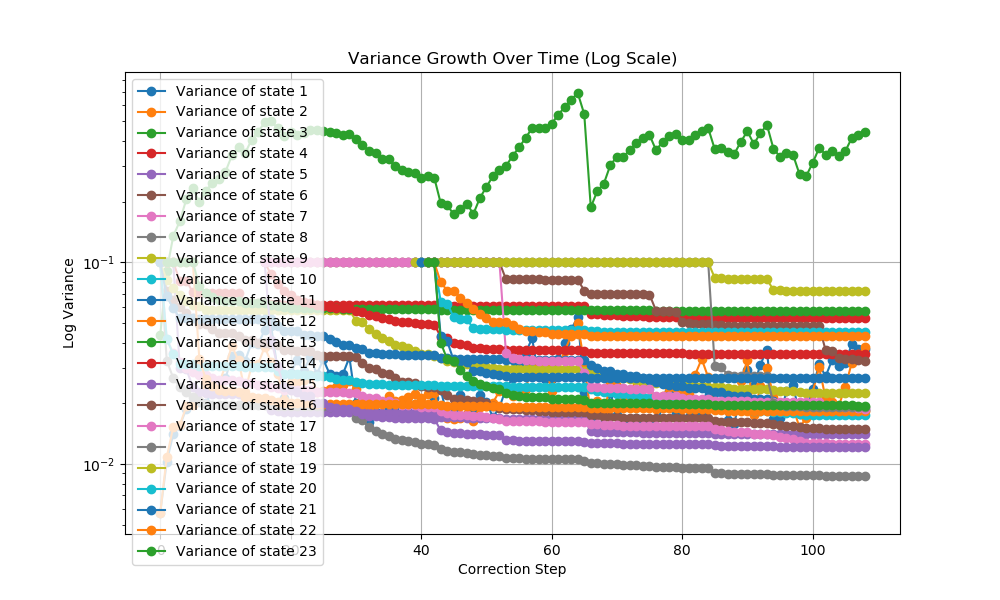 Variance Growth Over Time (Log Scale)
Log Variance
10⁻¹
10⁻²
Variance of state 1
Variance of state 2
Variance of state 3
Variance of state 4
Variance of state 5
Variance of state 6
Variance of state 7
Variance of state 8
Variance of state 9
Variance of state 10
Variance of state 11
Variance of state 12
Variance of state 13
Variance of state 14
Variance of state 15
Variance of state 16
Variance of state 17
Variance of state 18
Variance of state 19
Variance of state 20
Variance of state 21
Variance of state 22
Variance of state 23
40 60 80 100
Correction Step